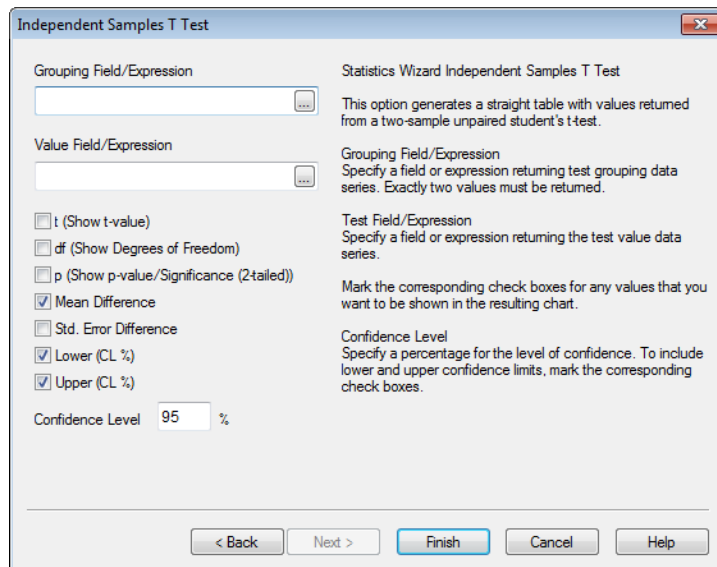 Independent Samples T Test
Grouping Field/Expression
...
Value Field/Expression
...
t (Show t-value)
df (Show Degrees of Freedom)
p (Show p-value/Significance (2-tailed))
Mean Difference
Std. Error Difference
Lower (CL %)
Upper (CL %)
Confidence Level 95 %
Statistics Wizard Independent Samples T Test
This option generates a straight table with values returned
from a two-sample unpaired student's t-test.
Grouping Field/Expression
Specify a field or expression returning test grouping data
series. Exactly two values must be returned.
Test Field/Expression
Specify a field or expression returning the test value data
series.
Mark the corresponding check boxes for any values that you
want to be shown in the resulting chart.
Confidence Level
Specify a percentage for the level of confidence. To include
lower and upper confidence limits, mark the corresponding
check boxes.
< Back Next > Finish Cancel Help